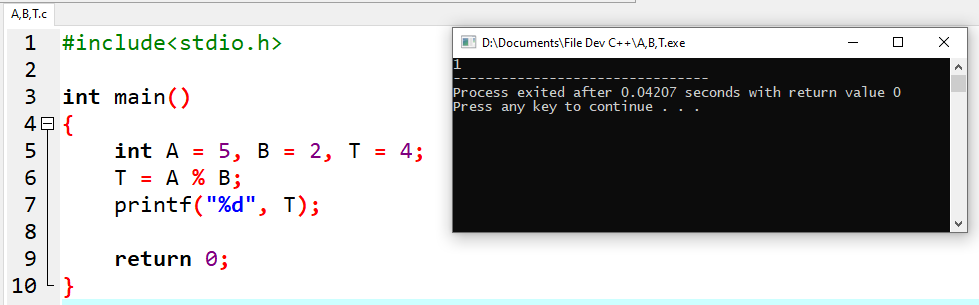 A,B,T.c
1 #include<stdio.h>
2
3 int main()
4 {
5 int A = 5, B = 2, T = 4;
6 T = A % B;
7 printf("%d", T);
8
9 return 0;
10 }
D:\Documents\File Dev C++\A,B,T.exe
1
--------------------------------
Process exited after 0.04207 seconds with return value 0
Press any key to continue . . .